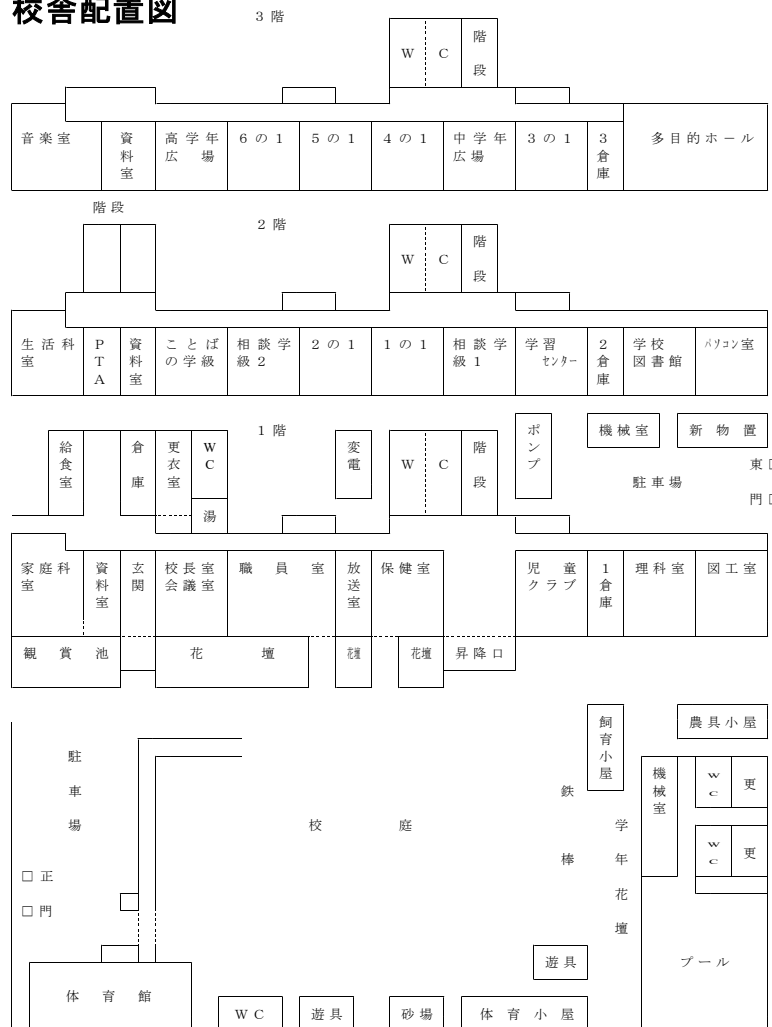 校舎配置図
3階
W C 階段
音楽室 資料室 高学年広場 6の1 5の1 4の1 中学年広場 3の1 3倉庫 多目的ホール
階段
2階
W C 階段
生活科室 PTA 資料室 ことばの学級 相談学級2 2の1 1の1 相談学級1 学習センター 2倉庫 学校図書館 パソコン室
1階
給食室 倉庫 更衣室 WC 湯 変電 W C 階段 ポンプ 機械室 新物置
駐車場 東門
家庭科室 資料室 玄関 校長室会議室 職員室 放送室 保健室 児童クラブ 1倉庫 理科室 図工室
観賞池 花壇 花壇 花壇 昇降口
飼育小屋 農具小屋
駐車場 機械室 WC 更
鉄棒
校庭 学年花壇 WC 更
正門
遊具 プール
体育館 WC 遊具 砂場 体育小屋